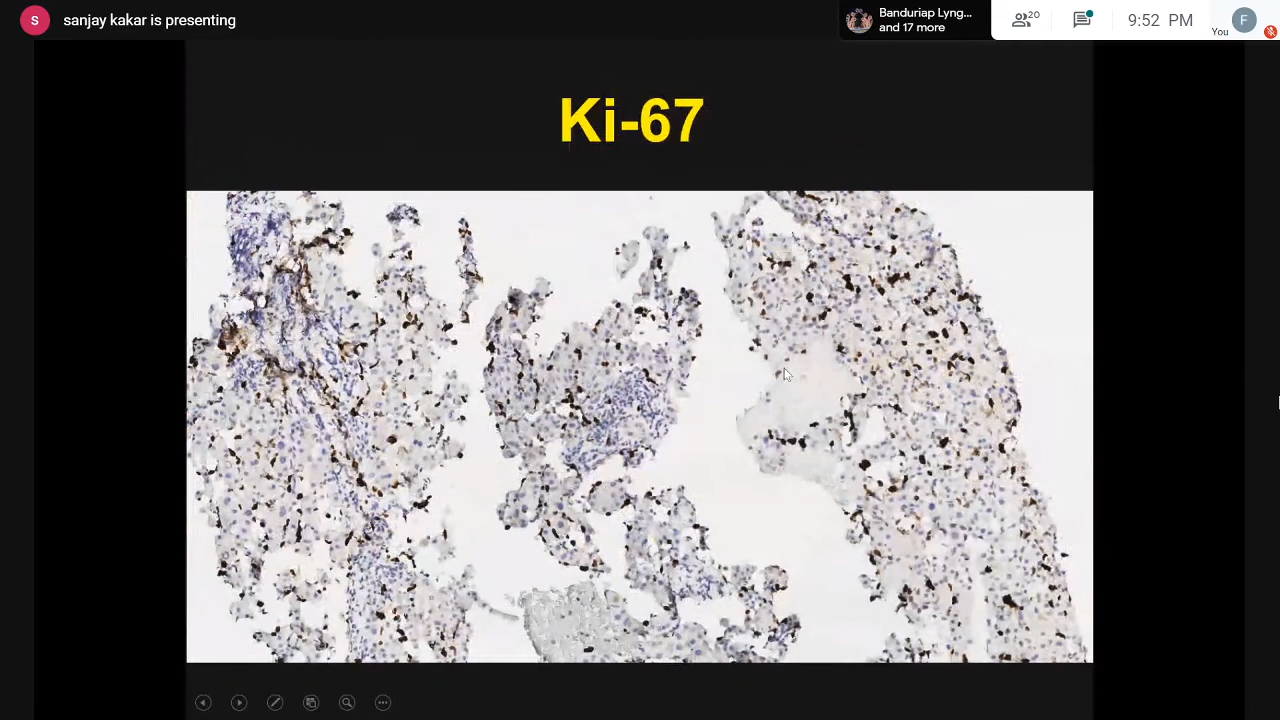 S sanjay kakar is presenting
Banduriap Lyng...
and 17 more
20
9:52 PM
You
F
Ki-67